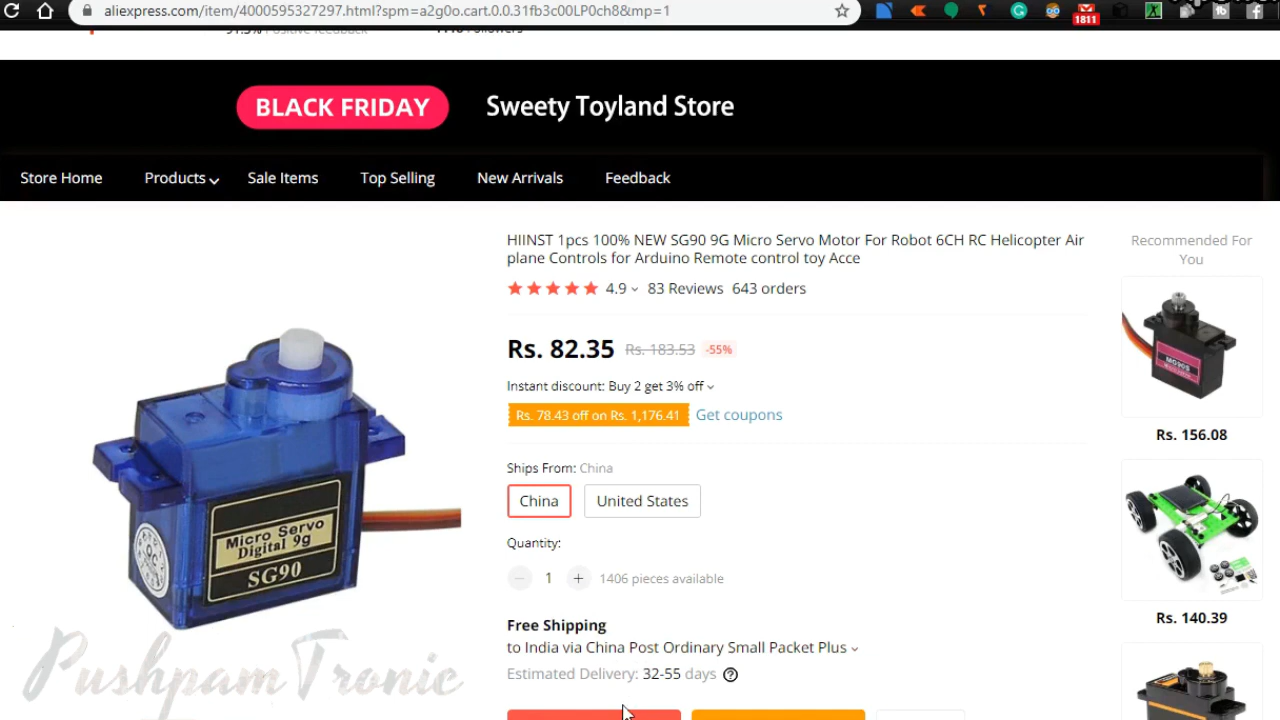 aliexpress.com/item/4000595327297.html?spm=a2g0o.cart.0.0.31fb3c00LP0ch8&mp=1
1811
BLACK FRIDAY
Sweety Toyland Store
Store Home
Products
Sale Items
Top Selling
New Arrivals
Feedback
HIINST 1pcs 100% NEW SG90 9G Micro Servo Motor For Robot 6CH RC Helicopter Air
plane Controls for Arduino Remote control toy Acce
4.9
83 Reviews
643 orders
Rs. 82.35
Rs. 183.53
-55%
Instant discount: Buy 2 get 3% off
Rs. 78.43 off on Rs. 1,176.41
Get coupons
Ships From: China
China
United States
Quantity:
1
1406 pieces available
Free Shipping
to India via China Post Ordinary Small Packet Plus
Estimated Delivery: 32-55 days
Micro Servo
Digital 9g
SG90
QC
PushpamTronic
Recommended For
You
MG90S
Rs. 156.08
Rs. 140.39